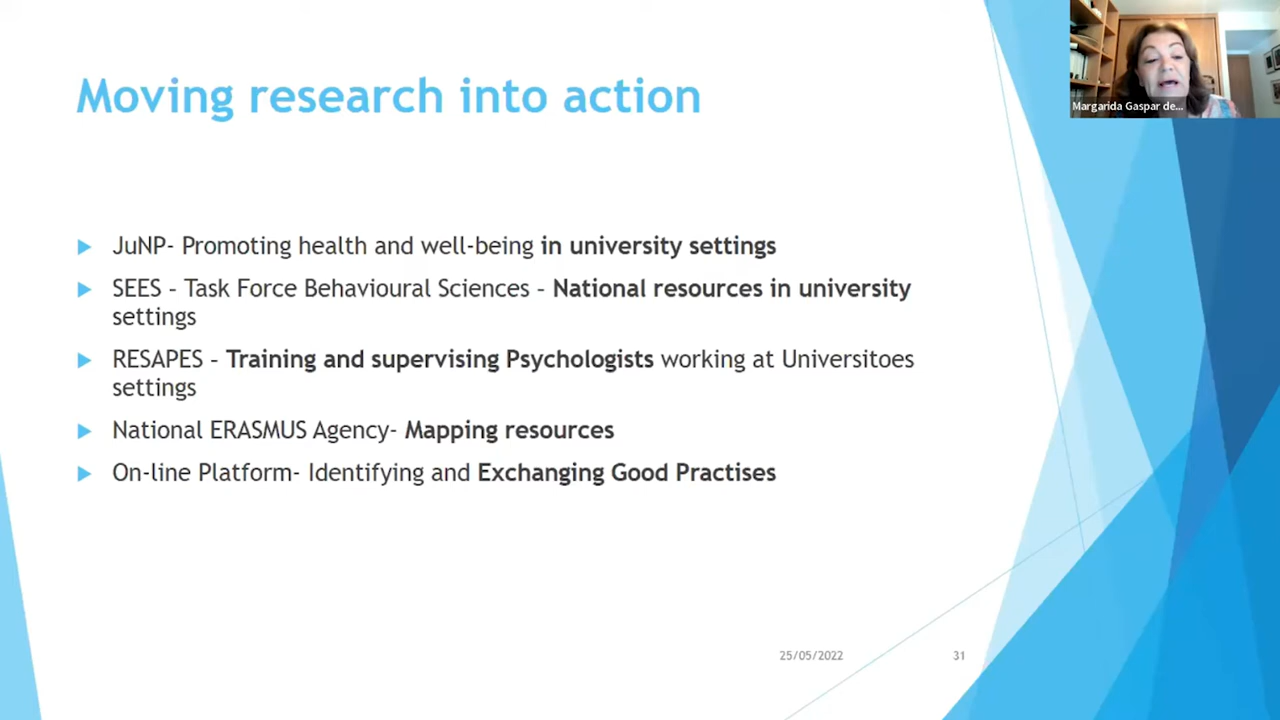 Moving research into action
Margarida Gaspar de...
JuNP- Promoting health and well-being in university settings
SEES – Task Force Behavioural Sciences – National resources in university
settings
RESAPES – Training and supervising Psychologists working at Universitoes
settings
National ERASMUS Agency- Mapping resources
On-line Platform- Identifying and Exchanging Good Practises
25/05/2022
31